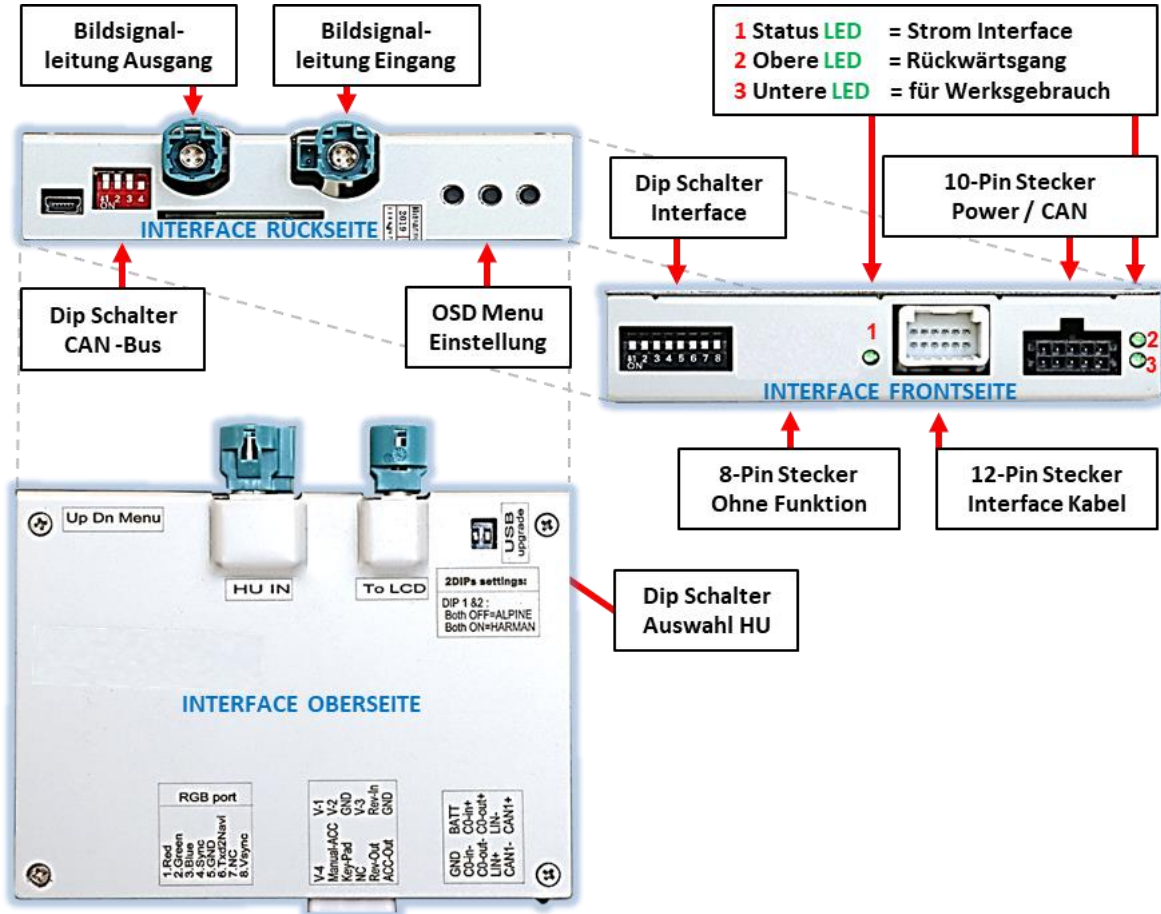 Bildsignal-
leitung Ausgang
Bildsignal-
leitung Eingang
1 Status LED = Strom Interface
2 Obere LED = Rückwärtsgang
3 Untere LED = für Werksgebrauch
Dip Schalter
Interface
10-Pin Stecker
Power / CAN
1 2 3 4
ON
2019
INTERFACE RÜCKSEITE
Dip Schalter
CAN -Bus
OSD Menu
Einstellung
1 2 3 4 5 6 7 8
ON
1
2
3
INTERFACE FRONTSEITE
8-Pin Stecker
Ohne Funktion
12-Pin Stecker
Interface Kabel
Up Dn Menu
HU IN
To LCD
USB
upgrade
2DIPs settings:
DIP 1 &2 :
Both OFF=ALPINE
Both ON=HARMAN
Dip Schalter
Auswahl HU
INTERFACE OBERSEITE
RGB port
1.Red
2.Green
3.Blue
4.Sync
5.GND
6.Txd2Navi
7.NC
8.Vsync
V-4 V-1
Manual-ACC V-2
Key-Pad GND
NC V-3
Rev-Out Rev-In
ACC-Out GND
GND BATT
C0-in- C0-in+
C0-out- C0-out+
LIN+ LIN-
CAN1- CAN1+